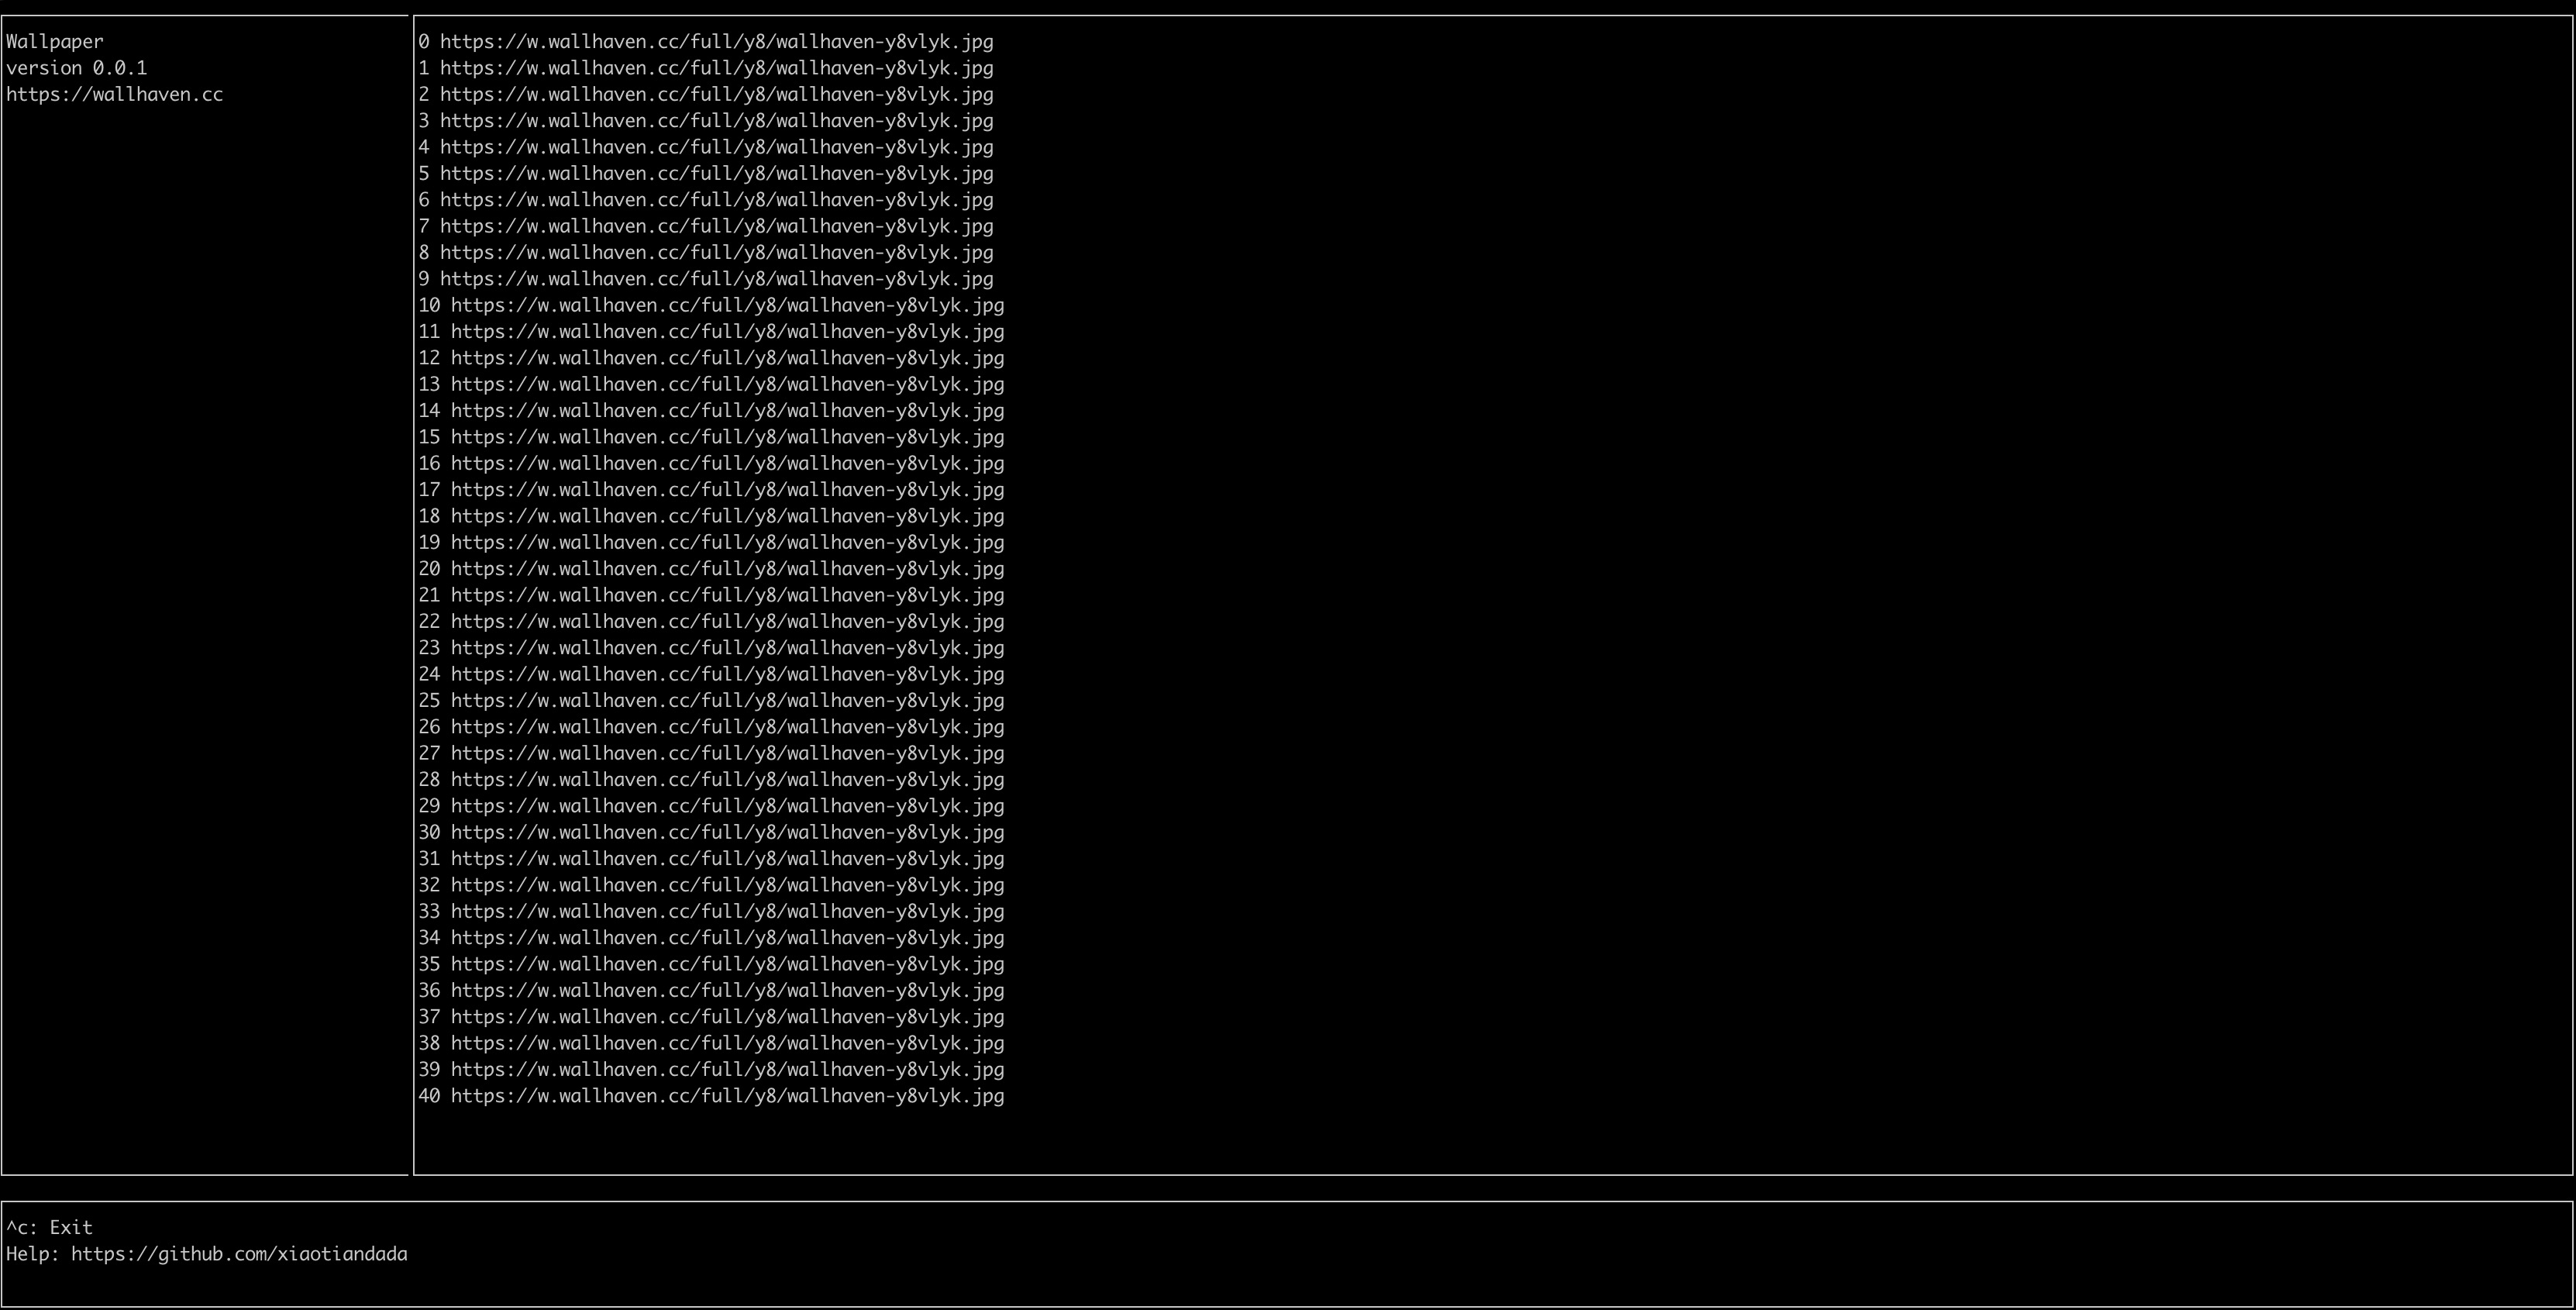 Wallpaper
version 0.0.1
https://wallhaven.cc
0 https://w.wallhaven.cc/full/y8/wallhaven-y8vlyk.jpg
1 https://w.wallhaven.cc/full/y8/wallhaven-y8vlyk.jpg
2 https://w.wallhaven.cc/full/y8/wallhaven-y8vlyk.jpg
3 https://w.wallhaven.cc/full/y8/wallhaven-y8vlyk.jpg
4 https://w.wallhaven.cc/full/y8/wallhaven-y8vlyk.jpg
5 https://w.wallhaven.cc/full/y8/wallhaven-y8vlyk.jpg
6 https://w.wallhaven.cc/full/y8/wallhaven-y8vlyk.jpg
7 https://w.wallhaven.cc/full/y8/wallhaven-y8vlyk.jpg
8 https://w.wallhaven.cc/full/y8/wallhaven-y8vlyk.jpg
9 https://w.wallhaven.cc/full/y8/wallhaven-y8vlyk.jpg
10 https://w.wallhaven.cc/full/y8/wallhaven-y8vlyk.jpg
11 https://w.wallhaven.cc/full/y8/wallhaven-y8vlyk.jpg
12 https://w.wallhaven.cc/full/y8/wallhaven-y8vlyk.jpg
13 https://w.wallhaven.cc/full/y8/wallhaven-y8vlyk.jpg
14 https://w.wallhaven.cc/full/y8/wallhaven-y8vlyk.jpg
15 https://w.wallhaven.cc/full/y8/wallhaven-y8vlyk.jpg
16 https://w.wallhaven.cc/full/y8/wallhaven-y8vlyk.jpg
17 https://w.wallhaven.cc/full/y8/wallhaven-y8vlyk.jpg
18 https://w.wallhaven.cc/full/y8/wallhaven-y8vlyk.jpg
19 https://w.wallhaven.cc/full/y8/wallhaven-y8vlyk.jpg
20 https://w.wallhaven.cc/full/y8/wallhaven-y8vlyk.jpg
21 https://w.wallhaven.cc/full/y8/wallhaven-y8vlyk.jpg
22 https://w.wallhaven.cc/full/y8/wallhaven-y8vlyk.jpg
23 https://w.wallhaven.cc/full/y8/wallhaven-y8vlyk.jpg
24 https://w.wallhaven.cc/full/y8/wallhaven-y8vlyk.jpg
25 https://w.wallhaven.cc/full/y8/wallhaven-y8vlyk.jpg
26 https://w.wallhaven.cc/full/y8/wallhaven-y8vlyk.jpg
27 https://w.wallhaven.cc/full/y8/wallhaven-y8vlyk.jpg
28 https://w.wallhaven.cc/full/y8/wallhaven-y8vlyk.jpg
29 https://w.wallhaven.cc/full/y8/wallhaven-y8vlyk.jpg
30 https://w.wallhaven.cc/full/y8/wallhaven-y8vlyk.jpg
31 https://w.wallhaven.cc/full/y8/wallhaven-y8vlyk.jpg
32 https://w.wallhaven.cc/full/y8/wallhaven-y8vlyk.jpg
33 https://w.wallhaven.cc/full/y8/wallhaven-y8vlyk.jpg
34 https://w.wallhaven.cc/full/y8/wallhaven-y8vlyk.jpg
35 https://w.wallhaven.cc/full/y8/wallhaven-y8vlyk.jpg
36 https://w.wallhaven.cc/full/y8/wallhaven-y8vlyk.jpg
37 https://w.wallhaven.cc/full/y8/wallhaven-y8vlyk.jpg
38 https://w.wallhaven.cc/full/y8/wallhaven-y8vlyk.jpg
39 https://w.wallhaven.cc/full/y8/wallhaven-y8vlyk.jpg
40 https://w.wallhaven.cc/full/y8/wallhaven-y8vlyk.jpg
^c: Exit
Help: https://github.com/xiaotiandada